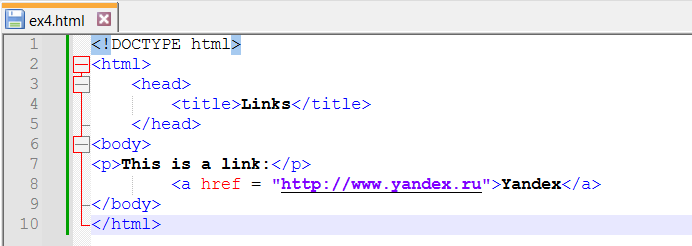 ex4.html
1 <!DOCTYPE html>
2 <html>
3 <head>
4 <title>Links</title>
5 </head>
6 <body>
7 <p>This is a link:</p>
8 <a href = "http://www.yandex.ru">Yandex</a>
9 </body>
10 </html>